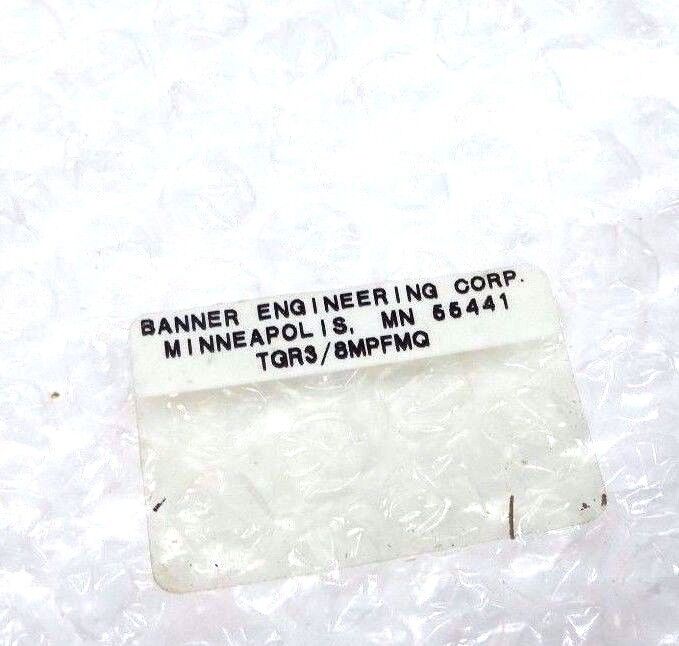 BANNER ENGINEERING CORP.
MINNEAPOLIS, MN 55441
TGR3/8MPFMQ